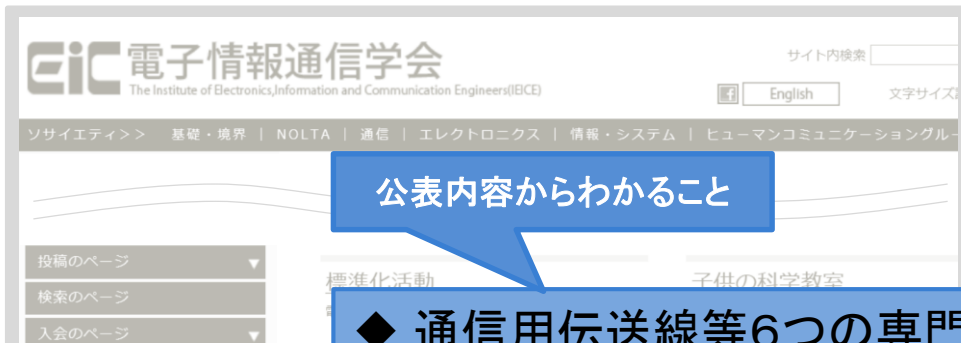 EiC 電子情報通信学会
The Institute of Electronics,Information and Communication Engineers(IEICE)
サイト内検索
English
文字サイズ
ソサイエティ>> 基礎・境界 | NOLTA | 通信 | エレクトロニクス | 情報・システム | ヒューマンコミュニケーショングルー
公表内容からわかること
投稿のページ ▼
検索のページ
入会のページ ▼
標準化活動
子供の科学教室
◆ 通信用伝送線等6つの専門